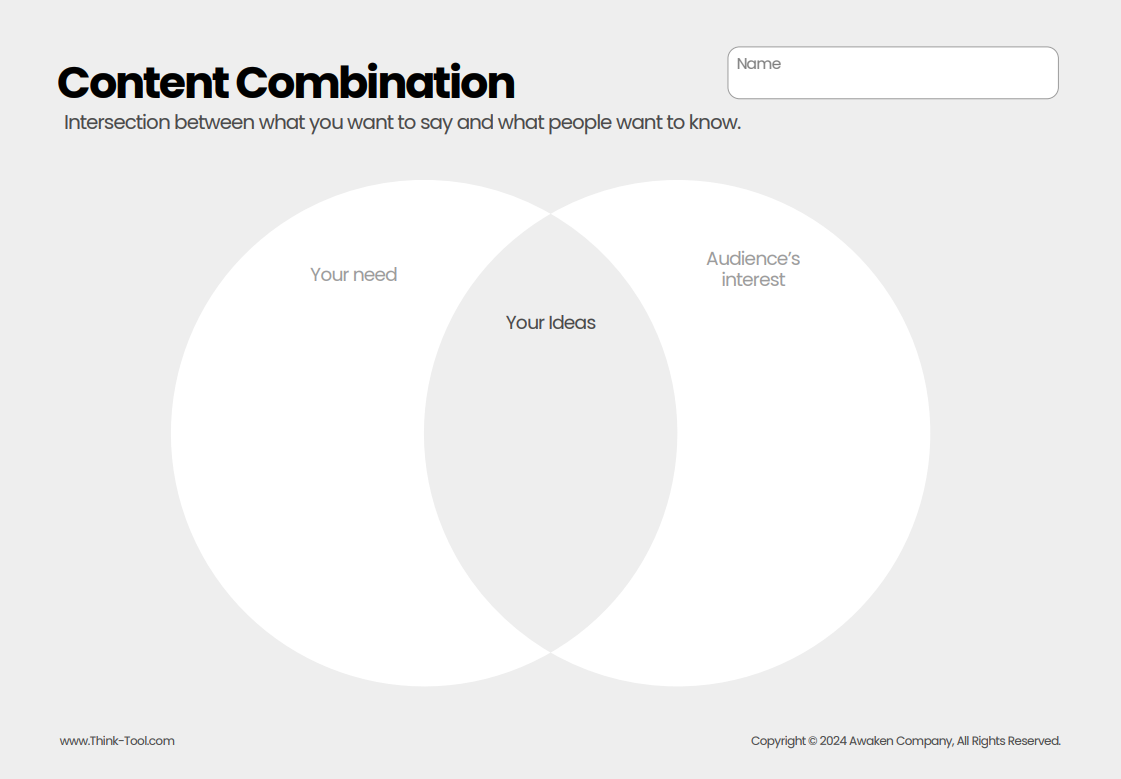 Content Combination
Name
Intersection between what you want to say and what people want to know.
Your need
Audience’s
interest
Your Ideas
www.Think-Tool.com
Copyright © 2024 Awaken Company, All Rights Reserved.